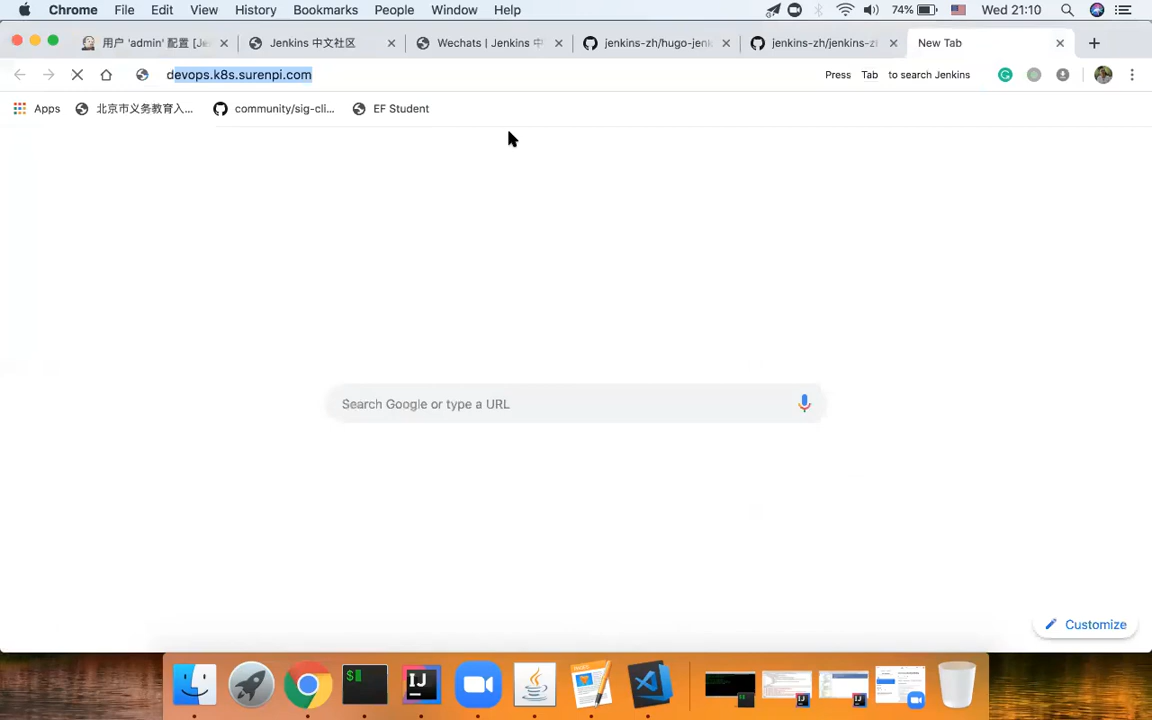 Chrome File Edit View History Bookmarks People Window Help 74% Wed 21:10
用户 'admin' 配置 [Je Jenkins 中文社区 Wechats | Jenkins 中 jenkins-zh/hugo-jenk jenkins-zh/jenkins-z New Tab
devops.k8s.surenpi.com Press Tab to search Jenkins
Apps 北京市义务教育入... community/sig-cli... EF Student
Search Google or type a URL
Customize